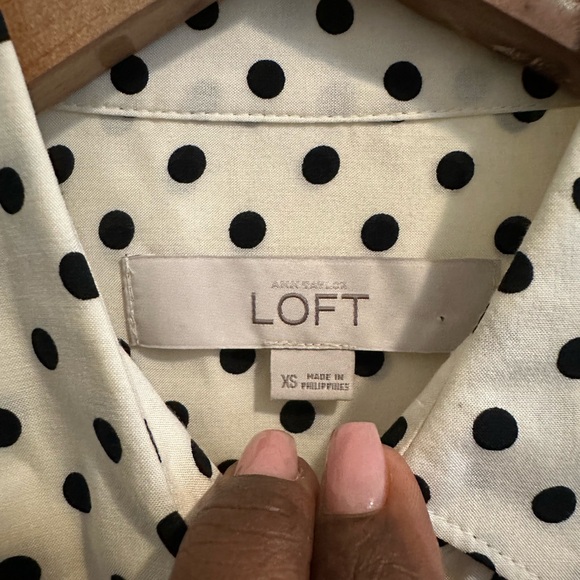 ANN TAYLOR
LOFT
XS MADE IN
PHILIPPINES